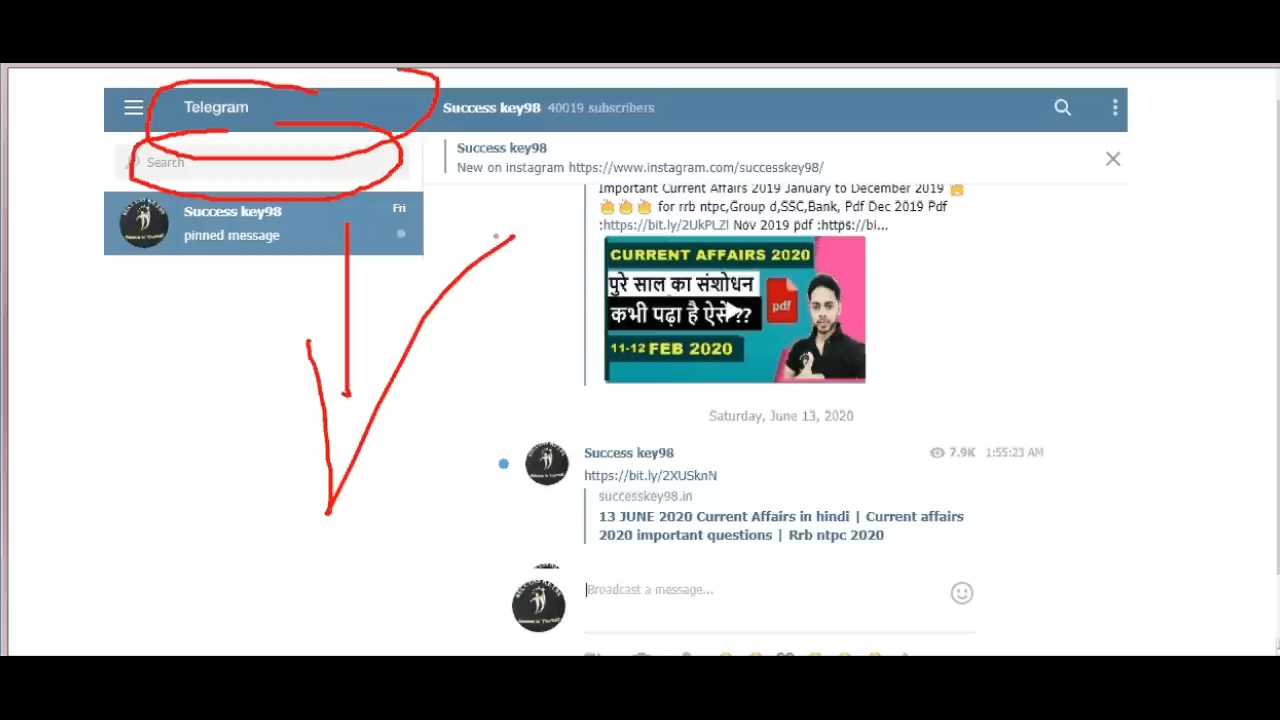 Telegram
Success key98 40019 subscribers
Search
Success key98
New on instagram https://www.instagram.com/successkey98/
Success key98 Fri
pinned message
Important Current Affairs 2019 January to December 2019 👏
👏👏👏 for rrb ntpc,Group d,SSC,Bank, Pdf Dec 2019 Pdf
:https://bit.ly/2UkPLZl Nov 2019 pdf :https://bi...
CURRENT AFFAIRS 2020
पुरे साल का संशोधन
कभी पढ़ा है ऐसे ??
pdf
11-12 FEB 2020
Saturday, June 13, 2020
Success key98 7.9K 1:55:23 AM
https://bit.ly/2XUSknN
successkey98.in
13 JUNE 2020 Current Affairs in hindi | Current affairs
2020 important questions | Rrb ntpc 2020
Broadcast a message...